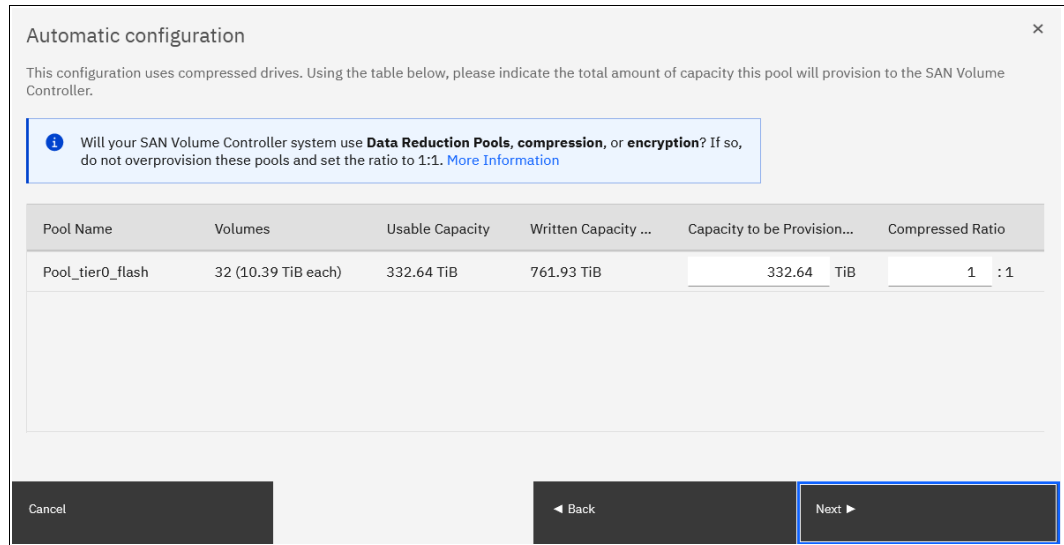 Automatic configuration
×
This configuration uses compressed drives. Using the table below, please indicate the total amount of capacity this pool will provision to the SAN Volume
Controller.
Will your SAN Volume Controller system use Data Reduction Pools, compression, or encryption? If so,
do not overprovision these pools and set the ratio to 1:1. More Information
Pool Name Volumes Usable Capacity Written Capacity ... Capacity to be Provision... Compressed Ratio
Pool_tier0_flash 32 (10.39 TiB each) 332.64 TiB 761.93 TiB 332.64 TiB 1 :1
Cancel ◄ Back Next ►